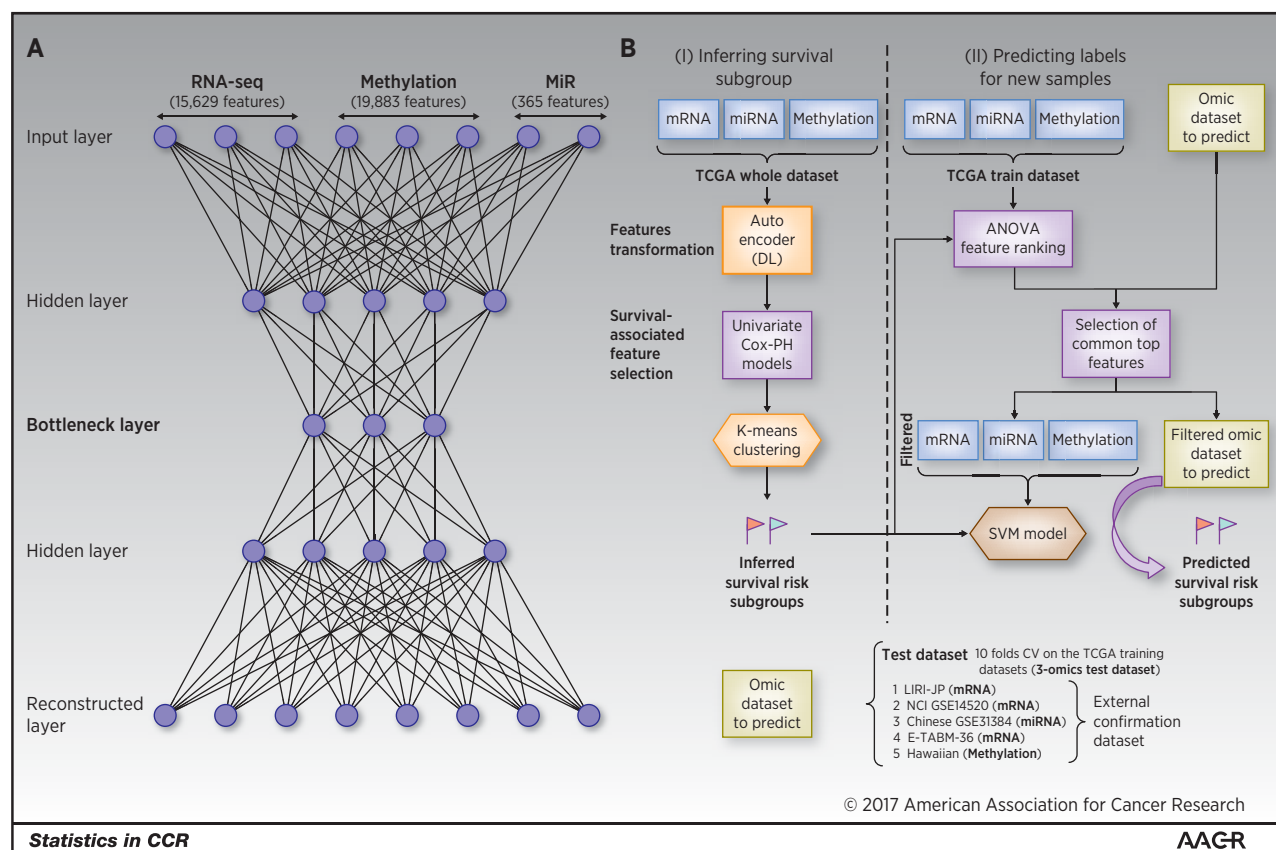 A
RNA-seq
(15,629 features)
Methylation
(19,883 features)
MiR
(365 features)
Input layer
Hidden layer
Bottleneck layer
Hidden layer
Reconstructed
layer
B
(I) Inferring survival
subgroup
mRNA
miRNA
Methylation
TCGA whole dataset
Features
transformation
Auto
encoder
(DL)
Survival-
associated
feature
selection
Univariate
Cox-PH
models
K-means
clustering
Inferred
survival risk
subgroups
(II) Predicting labels
for new samples
mRNA
miRNA
Methylation
TCGA train dataset
Omic
dataset
to predict
ANOVA
feature ranking
Selection of
common top
features
Filtered
mRNA
miRNA
Methylation
Filtered omic
dataset
to predict
SVM model
Predicted
survival risk
subgroups
Omic
dataset
to predict
Test dataset 10 folds CV on the TCGA training
datasets (3-omics test dataset)
1 LIRI-JP (mRNA)
2 NCI GSE14520 (mRNA)
3 Chinese GSE31384 (miRNA)
4 E-TABM-36 (mRNA)
5 Hawaiian (Methylation)
External
confirmation
dataset
© 2017 American Association for Cancer Research
Statistics in CCR
AACR